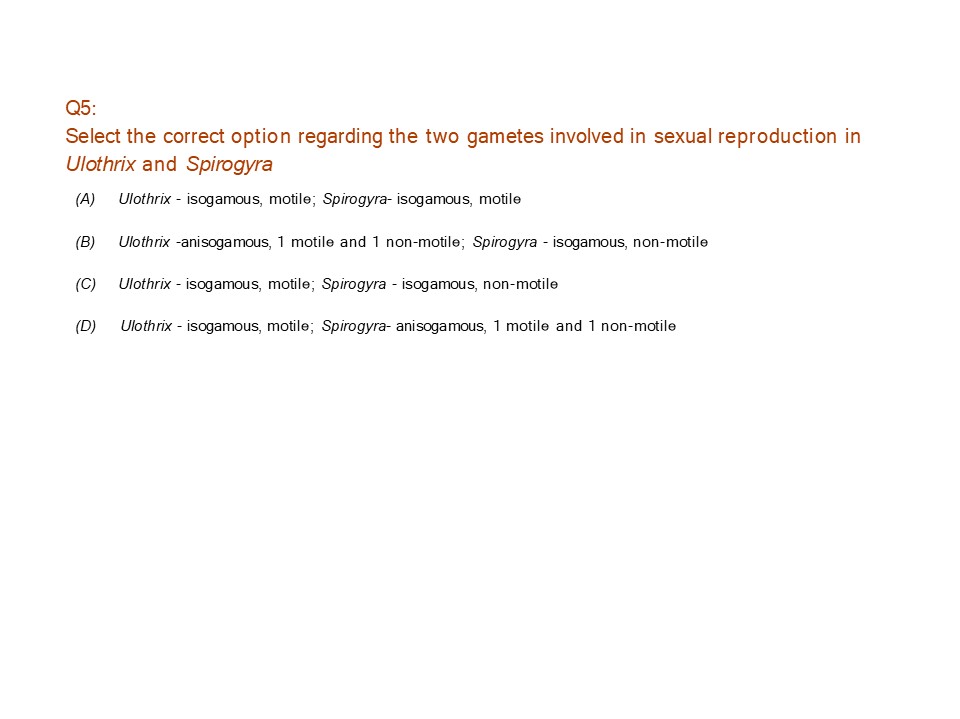 Q5:
Select the correct option regarding the two gametes involved in sexual reproduction in
Ulothrix and Spirogyra
(A) Ulothrix - isogamous, motile; Spirogyra- isogamous, motile
(B) Ulothrix -anisogamous, 1 motile and 1 non-motile; Spirogyra - isogamous, non-motile
(C) Ulothrix - isogamous, motile; Spirogyra - isogamous, non-motile
(D) Ulothrix - isogamous, motile; Spirogyra- anisogamous, 1 motile and 1 non-motile